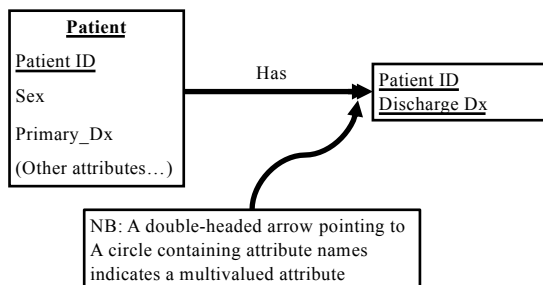 Patient
Patient ID
Sex
Primary_Dx
(Other attributes…)
Has
Patient ID
Discharge Dx
NB: A double-headed arrow pointing to
A circle containing attribute names
indicates a multivalued attribute